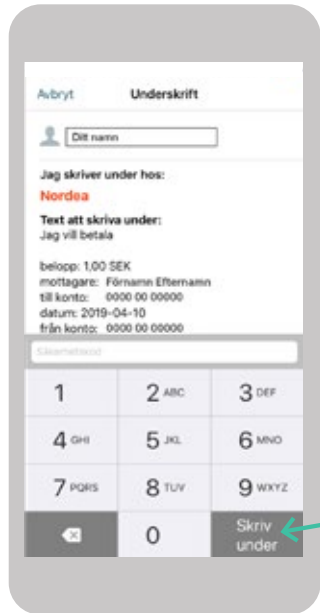 Avbryt Underskrift
Ditt namn
Jag skriver under hos:
Nordea
Text att skriva under:
Jag vill betala
belopp: 1,00 SEK
mottagare: Förnamn Efternamn
till konto: 0000 00 00000
datum: 2019-04-10
från konto: 0000 00 00000
Säkerhetskod
1 2 ABC 3 DEF
4 GHI 5 JKL 6 MNO
7 PQRS 8 TUV 9 WXYZ
0 Skriv
under